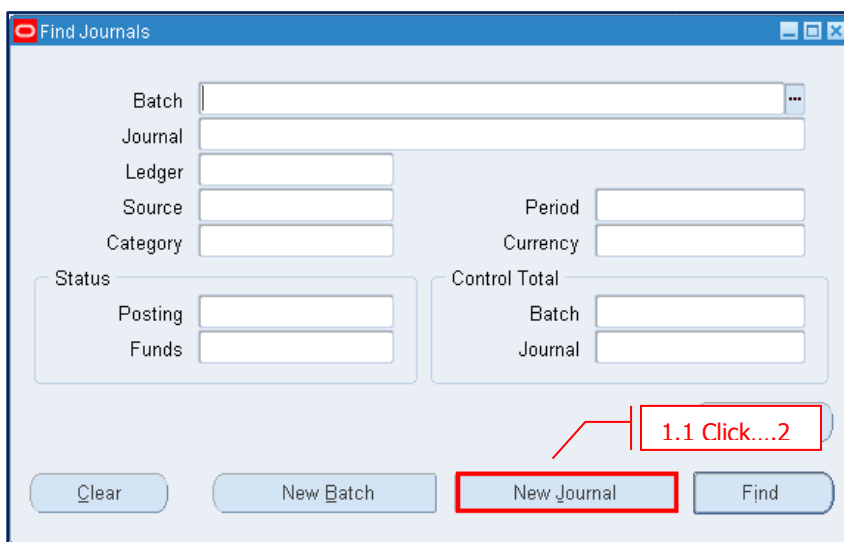 Find Journals
Batch
Journal
Ledger
Source
Period
Category
Currency
Status
Control Total
Posting
Batch
Funds
Journal
1.1 Click....2
Clear
New Batch
New Journal
Find